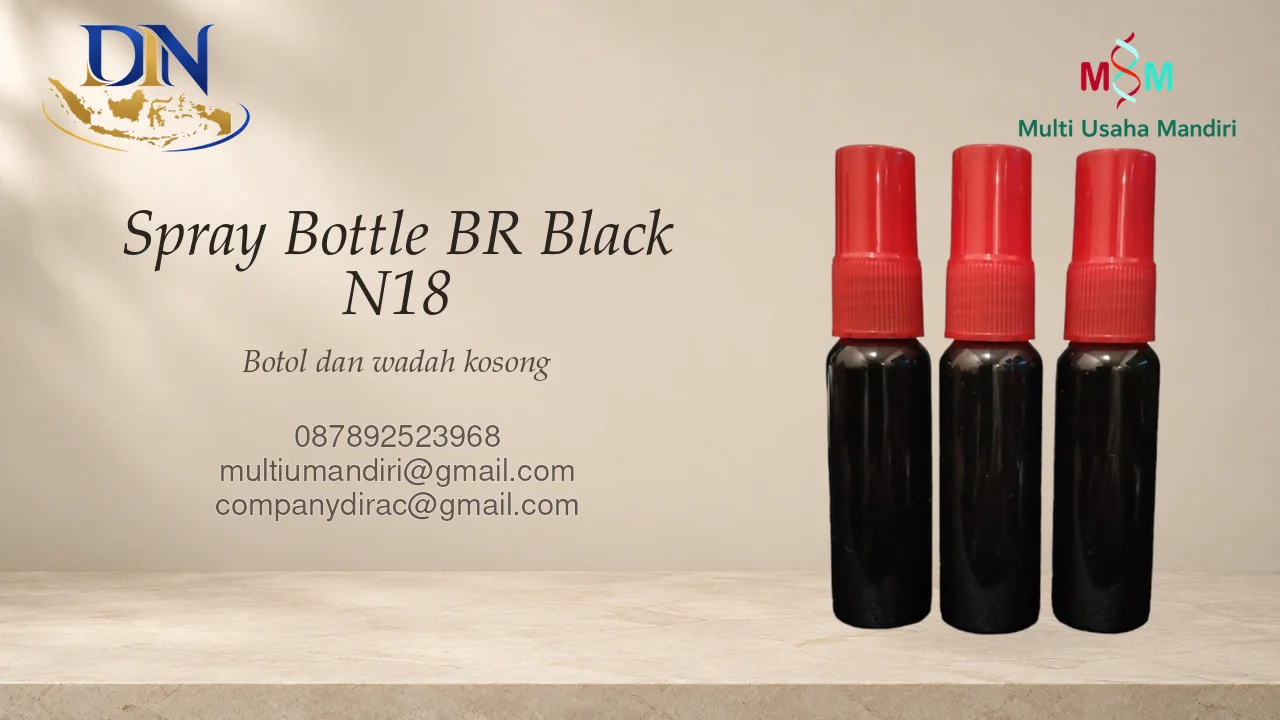 DN
M M
Multi Usaha Mandiri
Spray Bottle BR Black
N18
Botol dan wadah kosong
087892523968
multiumandiri@gmail.com
companydirac@gmail.com